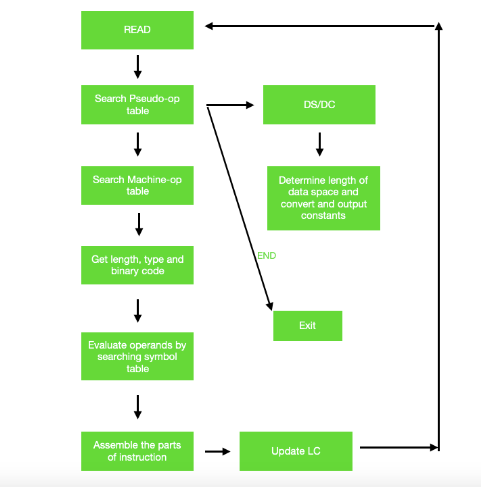 READ
Search Pseudo-op
table
DS/DC
Search Machine-op
table
Determine length of
data space and
convert and output
constants
Get length, type and
binary code
END
Exit
Evaluate operands by
searching symbol
table
Assemble the parts
of instruction
Update LC